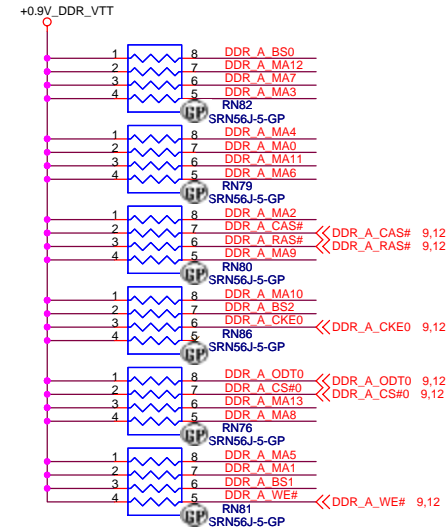 +0.9V_DDR_VTT
1 8 DDR_A_BS0
2 7 DDR_A_MA12
3 6 DDR_A_MA7
4 5 DDR_A_MA3
RN82
GP SRN56J-5-GP
1 8 DDR_A_MA4
2 7 DDR_A_MA0
3 6 DDR_A_MA11
4 5 DDR_A_MA6
RN79
GP SRN56J-5-GP
1 8 DDR_A_MA2
2 7 DDR_A_CAS# DDR_A_CAS# 9,12
3 6 DDR_A_RAS# DDR_A_RAS# 9,12
4 5 DDR_A_MA9
RN80
GP SRN56J-5-GP
1 8 DDR_A_MA10
2 7 DDR_A_BS2
3 6 DDR_A_CKE0 DDR_A_CKE0 9,12
4 5
RN86
GP SRN56J-5-GP
1 8 DDR_A_ODT0 DDR_A_ODT0 9,12
2 7 DDR_A_CS#0 DDR_A_CS#0 9,12
3 6 DDR_A_MA13
4 5 DDR_A_MA8
RN76
GP SRN56J-5-GP
1 8 DDR_A_MA5
2 7 DDR_A_MA1
3 6 DDR_A_BS1
4 5 DDR_A_WE# DDR_A_WE# 9,12
RN81
GP SRN56J-5-GP